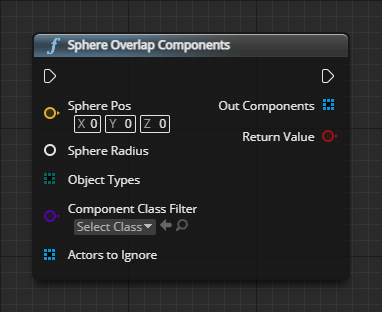 Sphere Overlap Components
Sphere Pos
X 0 Y 0 Z 0
Out Components
Return Value
Sphere Radius
Object Types
Component Class Filter
Select Class
Actors to Ignore